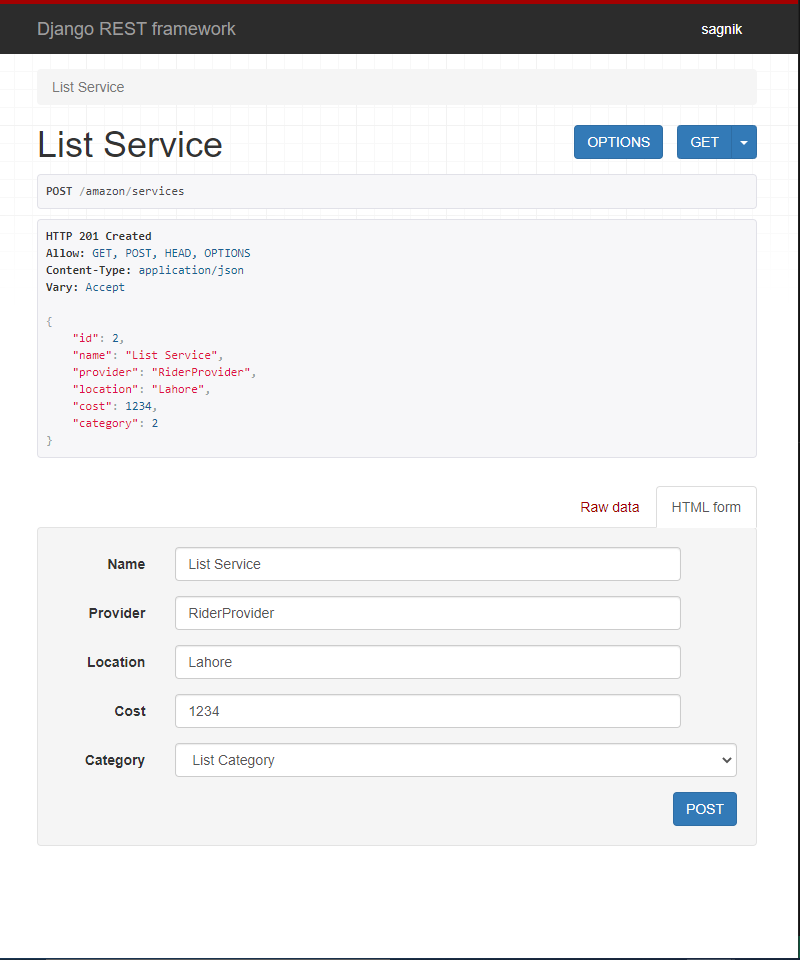 Django REST framework
sagnik
List Service
List Service
OPTIONS
GET
POST /amazon/services
HTTP 201 Created
Allow: GET, POST, HEAD, OPTIONS
Content-Type: application/json
Vary: Accept
{
    "id": 2,
    "name": "List Service",
    "provider": "RiderProvider",
    "location": "Lahore",
    "cost": 1234,
    "category": 2
}
Raw data
HTML form
Name
List Service
Provider
RiderProvider
Location
Lahore
Cost
1234
Category
List Category
POST